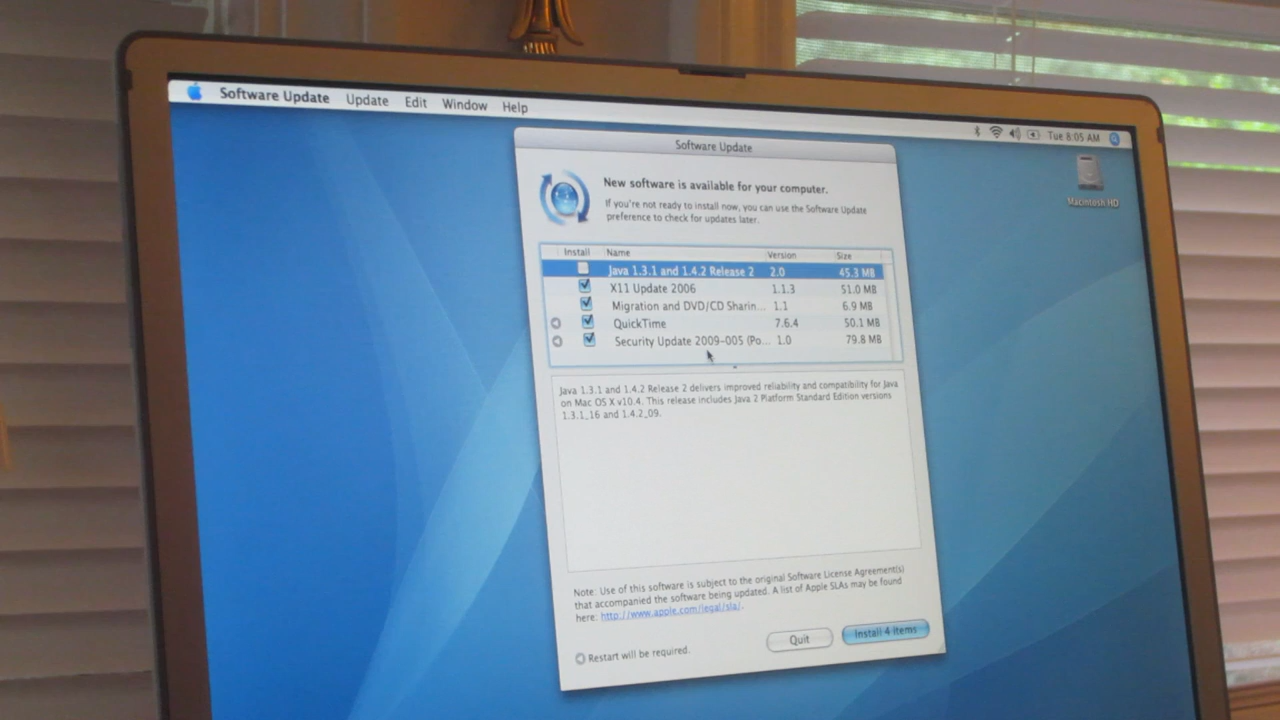 Software Update Update Edit Window Help
Tue 8:05 AM
Macintosh HD
Software Update
New software is available for your computer.
If you're not ready to install now, you can use the Software Update
preference to check for updates later.
Install Name Version Size
Java 1.3.1 and 1.4.2 Release 2 2.0 45.3 MB
X11 Update 2006 1.1.3 51.0 MB
Migration and DVD/CD Sharin... 1.1 6.9 MB
QuickTime 7.6.4 50.1 MB
Security Update 2009-005 (Po... 1.0 79.8 MB
Java 1.3.1 and 1.4.2 Release 2 delivers improved reliability and compatibility for Java
on Mac OS X v10.4. This release includes Java 2 Platform Standard Edition versions
1.3.1_16 and 1.4.2_09.
Note: Use of this software is subject to the original Software License Agreement(s)
that accompanied the software being updated. A list of Apple SLAs may be found
here: http://www.apple.com/legal/sla/.
Restart will be required.
Quit
Install 4 Items